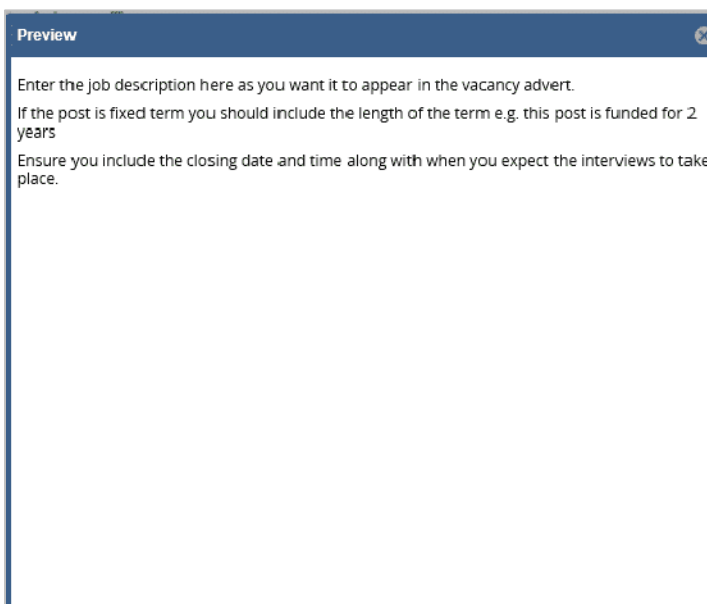 Preview
Enter the job description here as you want it to appear in the vacancy advert.
If the post is fixed term you should include the length of the term e.g. this post is funded for 2
years
Ensure you include the closing date and time along with when you expect the interviews to take
place.